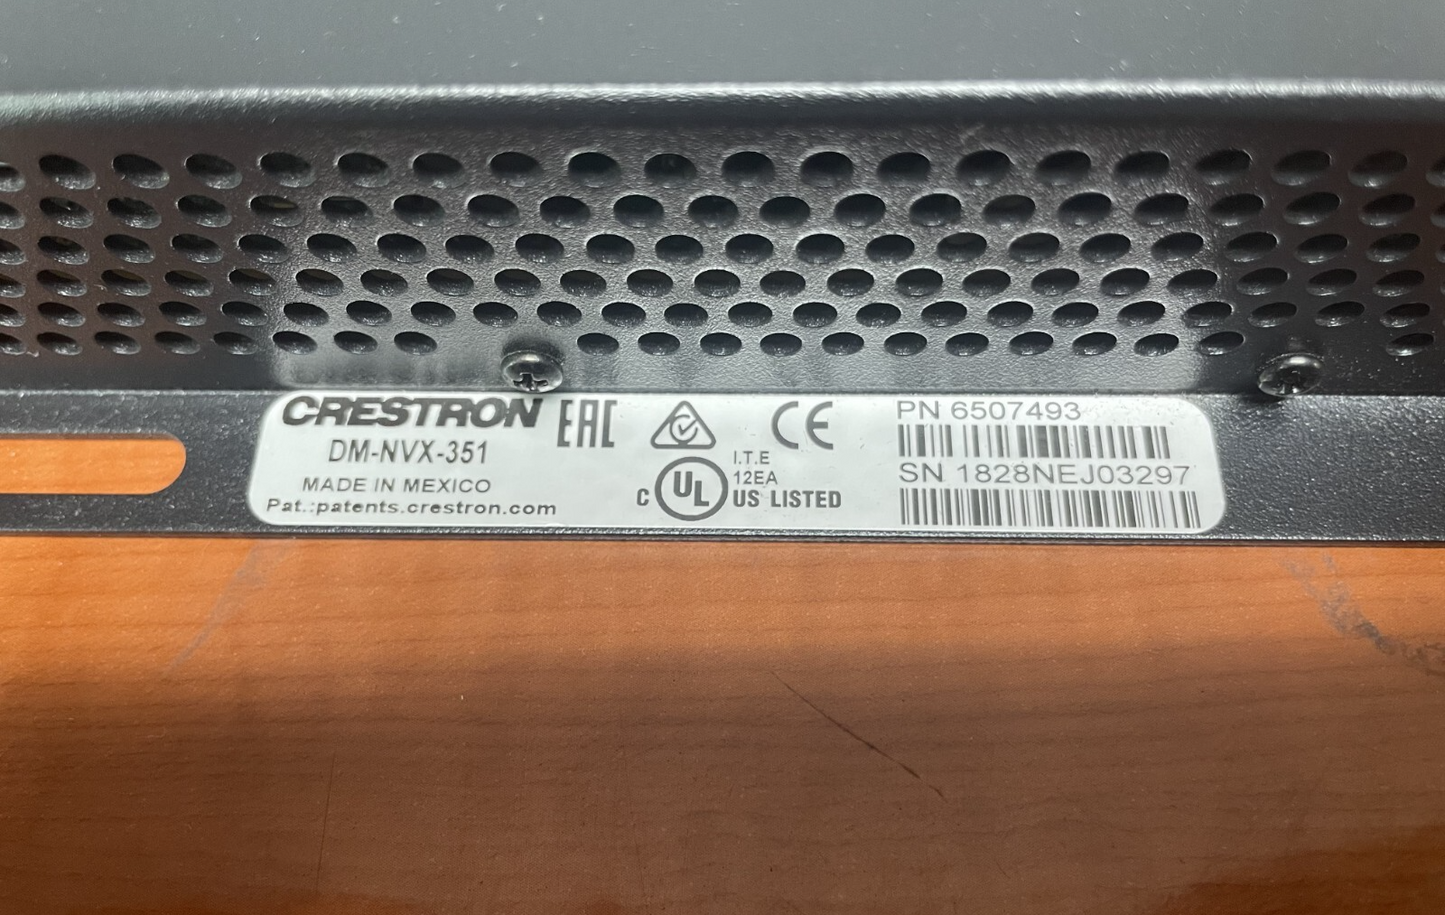 CRESTRON
DM-NVX-351
MADE IN MEXICO
Pat.:patents.crestron.com
EAC
CE
I.T.E
12EA
C UL US LISTED
PN 6507493
SN 1828NEJ03297